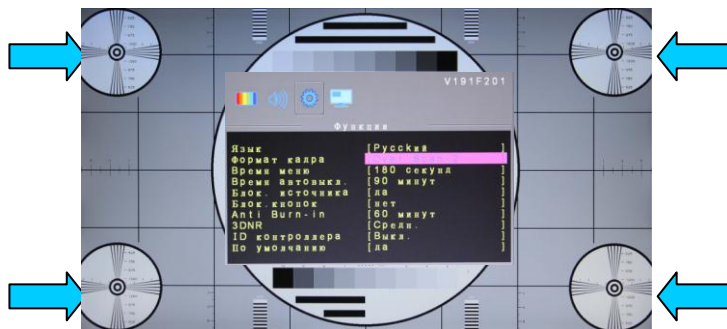 V191F201
Функции
Язык [Русский ]
Формат кадра
Время меню [180 секунд ]
Время автовыкл. [90 минут ]
Блок. источника [да ]
Блок.кнопок [нет ]
Anti Burn-in [60 минут ]
3DNR [Средн. ]
ID контроллера [Выкл. ]
По умолчанию [да ]